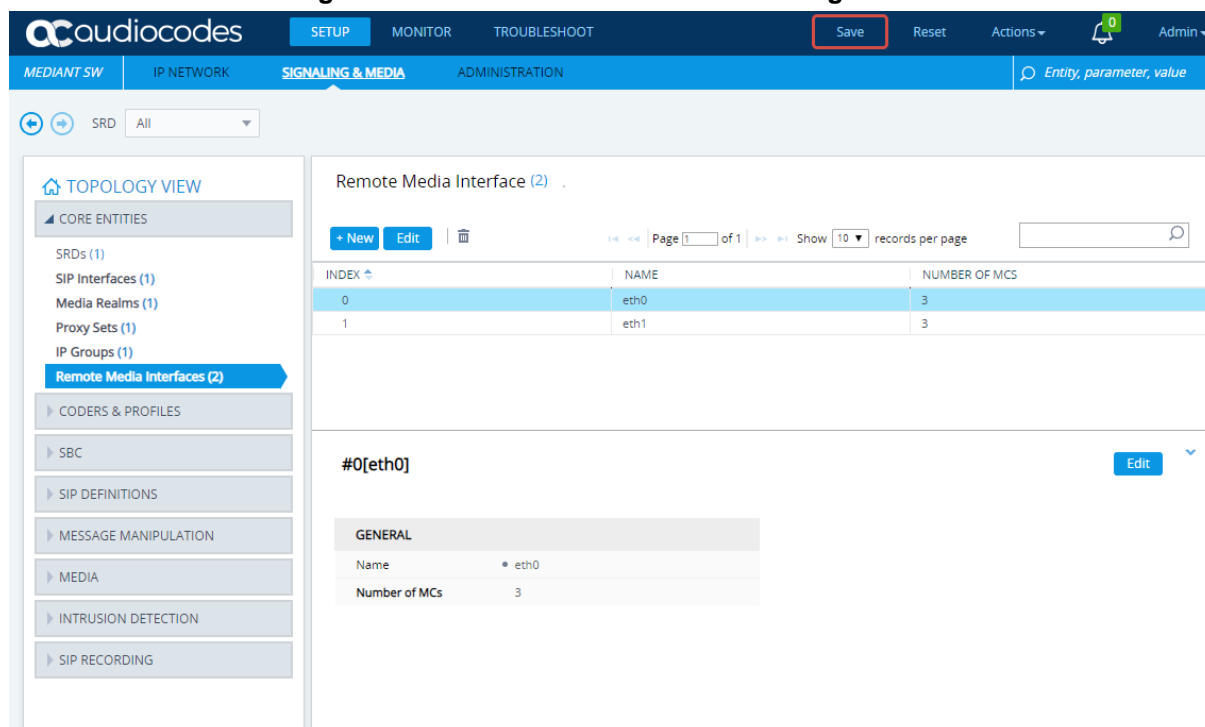 audiocodes
SETUP MONITOR TROUBLESHOOT Save Reset Actions 0 Admin
MEDIANT SW IP NETWORK SIGNALING & MEDIA ADMINISTRATION Entity, parameter, value
SRD All
TOPOLOGY VIEW
CORE ENTITIES
SRDs (1)
SIP Interfaces (1)
Media Realms (1)
Proxy Sets (1)
IP Groups (1)
Remote Media Interfaces (2)
CODERS & PROFILES
SBC
SIP DEFINITIONS
MESSAGE MANIPULATION
MEDIA
INTRUSION DETECTION
SIP RECORDING
Remote Media Interface (2) .
+ New Edit Page 1 of 1 Show 10 records per page
INDEX NAME NUMBER OF MCS
0 eth0 3
1 eth1 3
#0[eth0] Edit
GENERAL
Name • eth0
Number of MCs 3